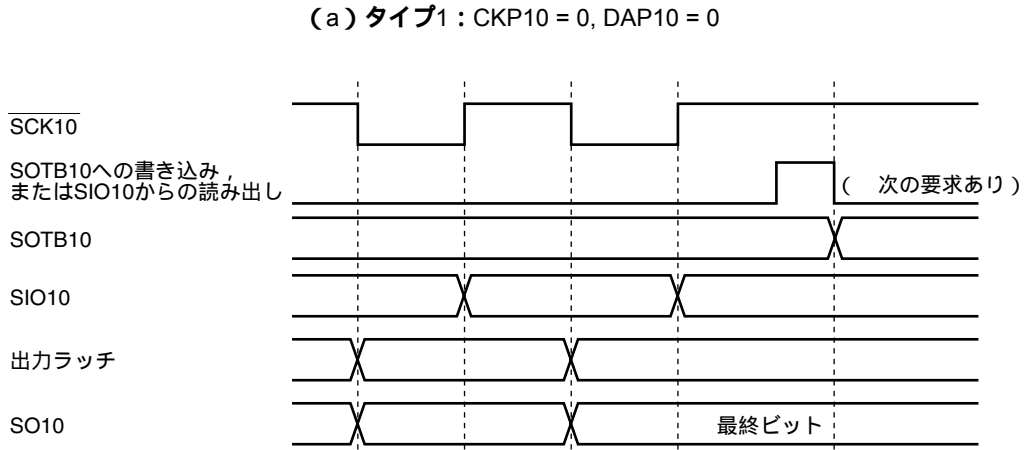 （a）タイプ1：CKP10 = 0, DAP10 = 0
SCK10
SOTB10への書き込み，
またはSIO10からの読み出し
（　次の要求あり）
SOTB10
SIO10
出力ラッチ
SO10
最終ビット